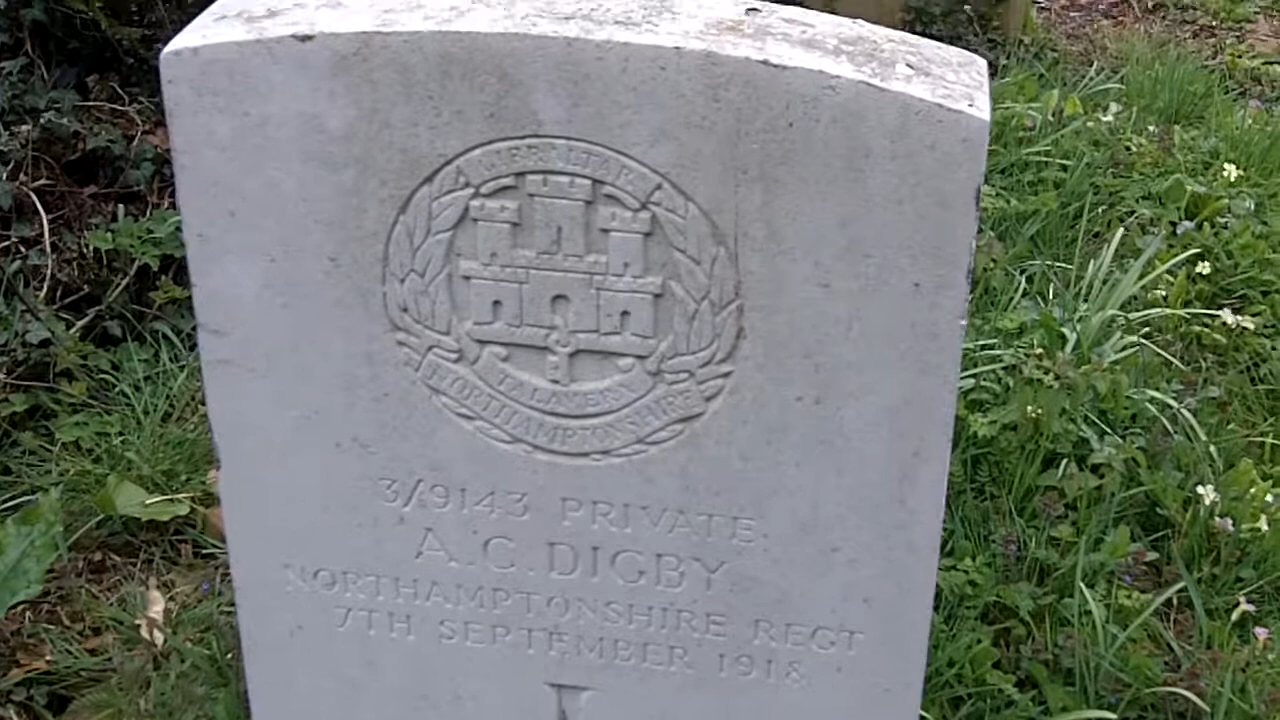 GIBRALTAR
TALAVERA
NORTHAMPTONSHIRE
3/9143 PRIVATE
A.C. DIGBY
NORTHAMPTONSHIRE REGT
7TH SEPTEMBER 1918